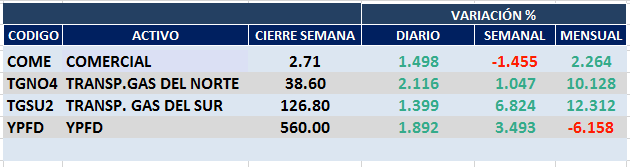 VARIACIÓN %
CODIGO ACTIVO CIERRE SEMANA DIARIO SEMANAL MENSUAL
COME COMERCIAL 2.71 1.498 -1.455 2.264
TGNO4 TRANSP.GAS DEL NORTE 38.60 2.116 1.047 10.128
TGSU2 TRANSP. GAS DEL SUR 126.80 1.399 6.824 12.312
YPFD YPFD 560.00 1.892 3.493 -6.158